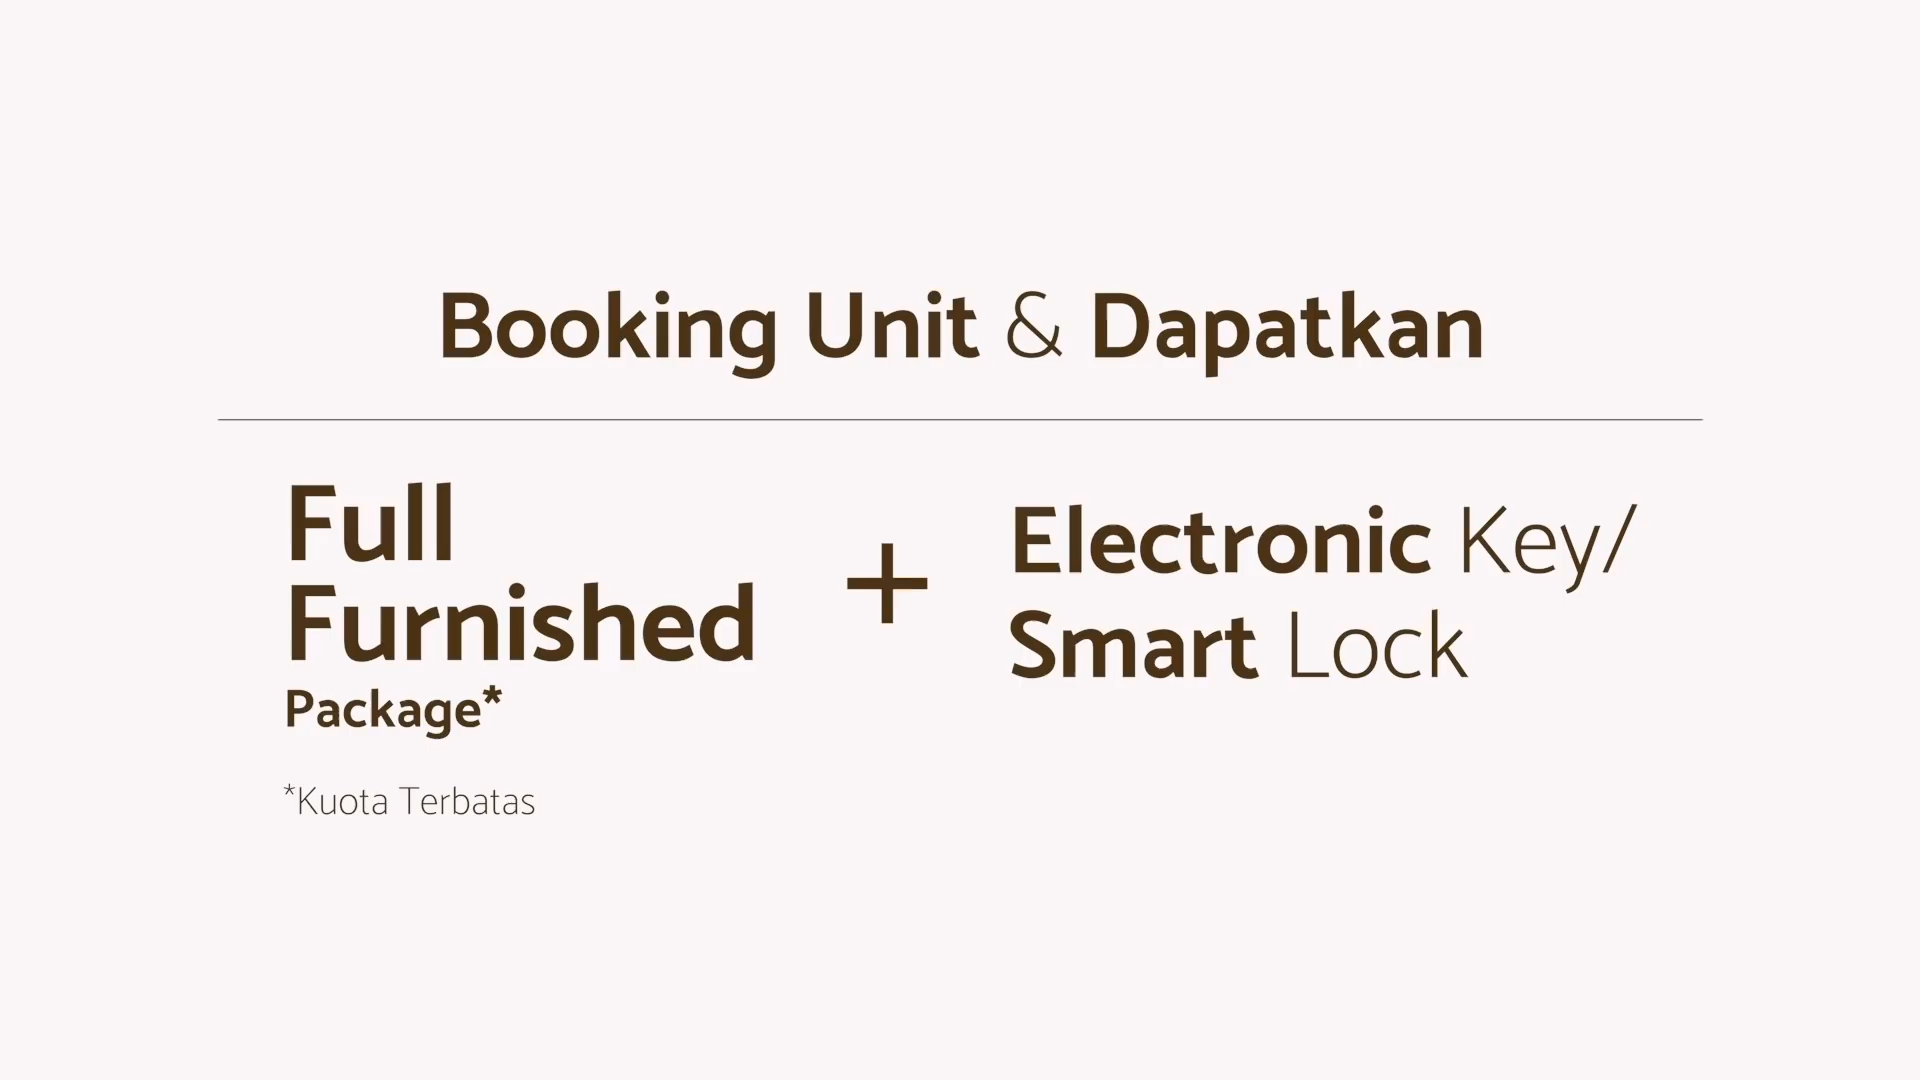 Booking Unit & Dapatkan
Full
Furnished
Package*
*Kuota Terbatas
+
Electronic Key/
Smart Lock